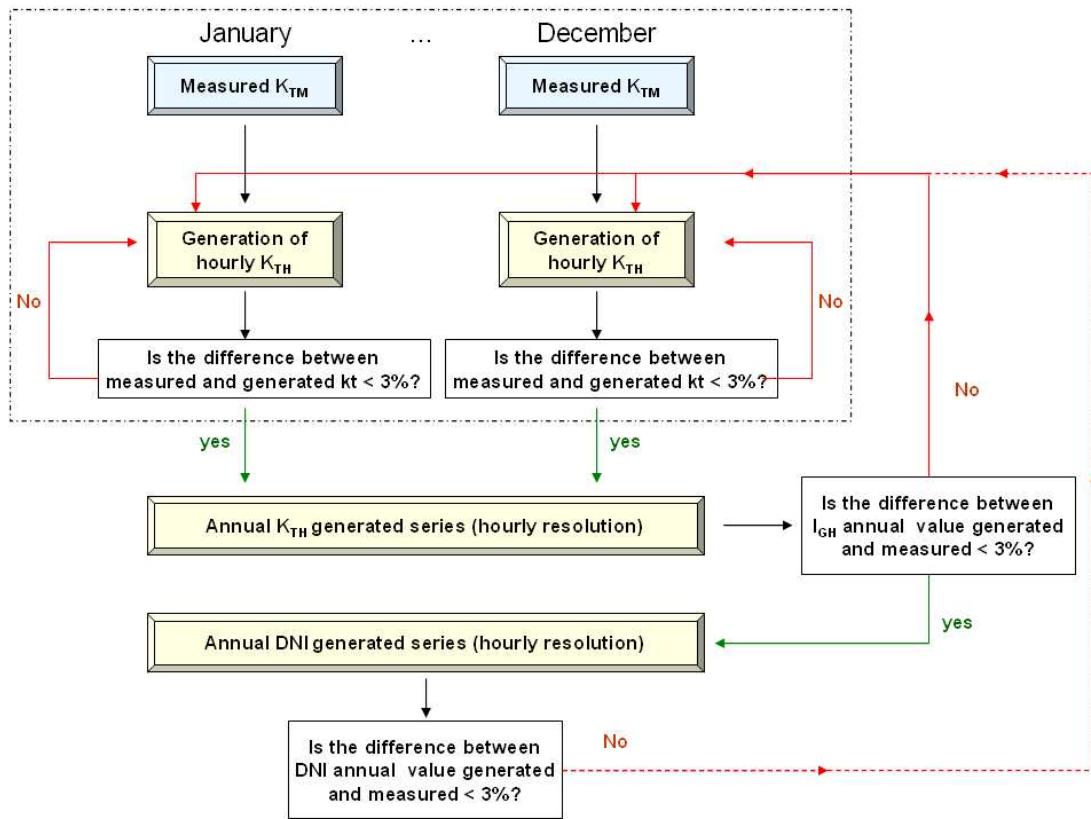 January ... December
Measured KTM
Measured KTM
Generation of
hourly KTH
Generation of
hourly KTH
No
No
Is the difference between
measured and generated kt < 3%?
Is the difference between
measured and generated kt < 3%?
yes
yes
No
Annual KTH generated series (hourly resolution)
Is the difference between
IGH annual value generated
and measured < 3%?
yes
Annual DNI generated series (hourly resolution)
Is the difference between
DNI annual value generated
and measured < 3%?
No